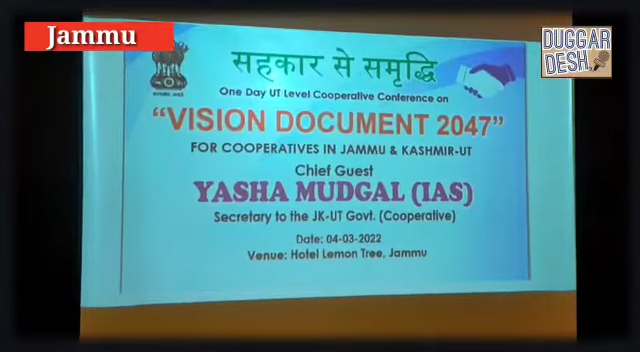 Jammu
DUGGAR
DESH
सहकार से समृद्धि
One Day UT Level Cooperative Conference on
“VISION DOCUMENT 2047”
FOR COOPERATIVES IN JAMMU & KASHMIR-UT
Chief Guest
YASHA MUDGAL (IAS)
Secretary to the JK-UT Govt. (Cooperative)
Date: 04-03-2022
Venue: Hotel Lemon Tree, Jammu